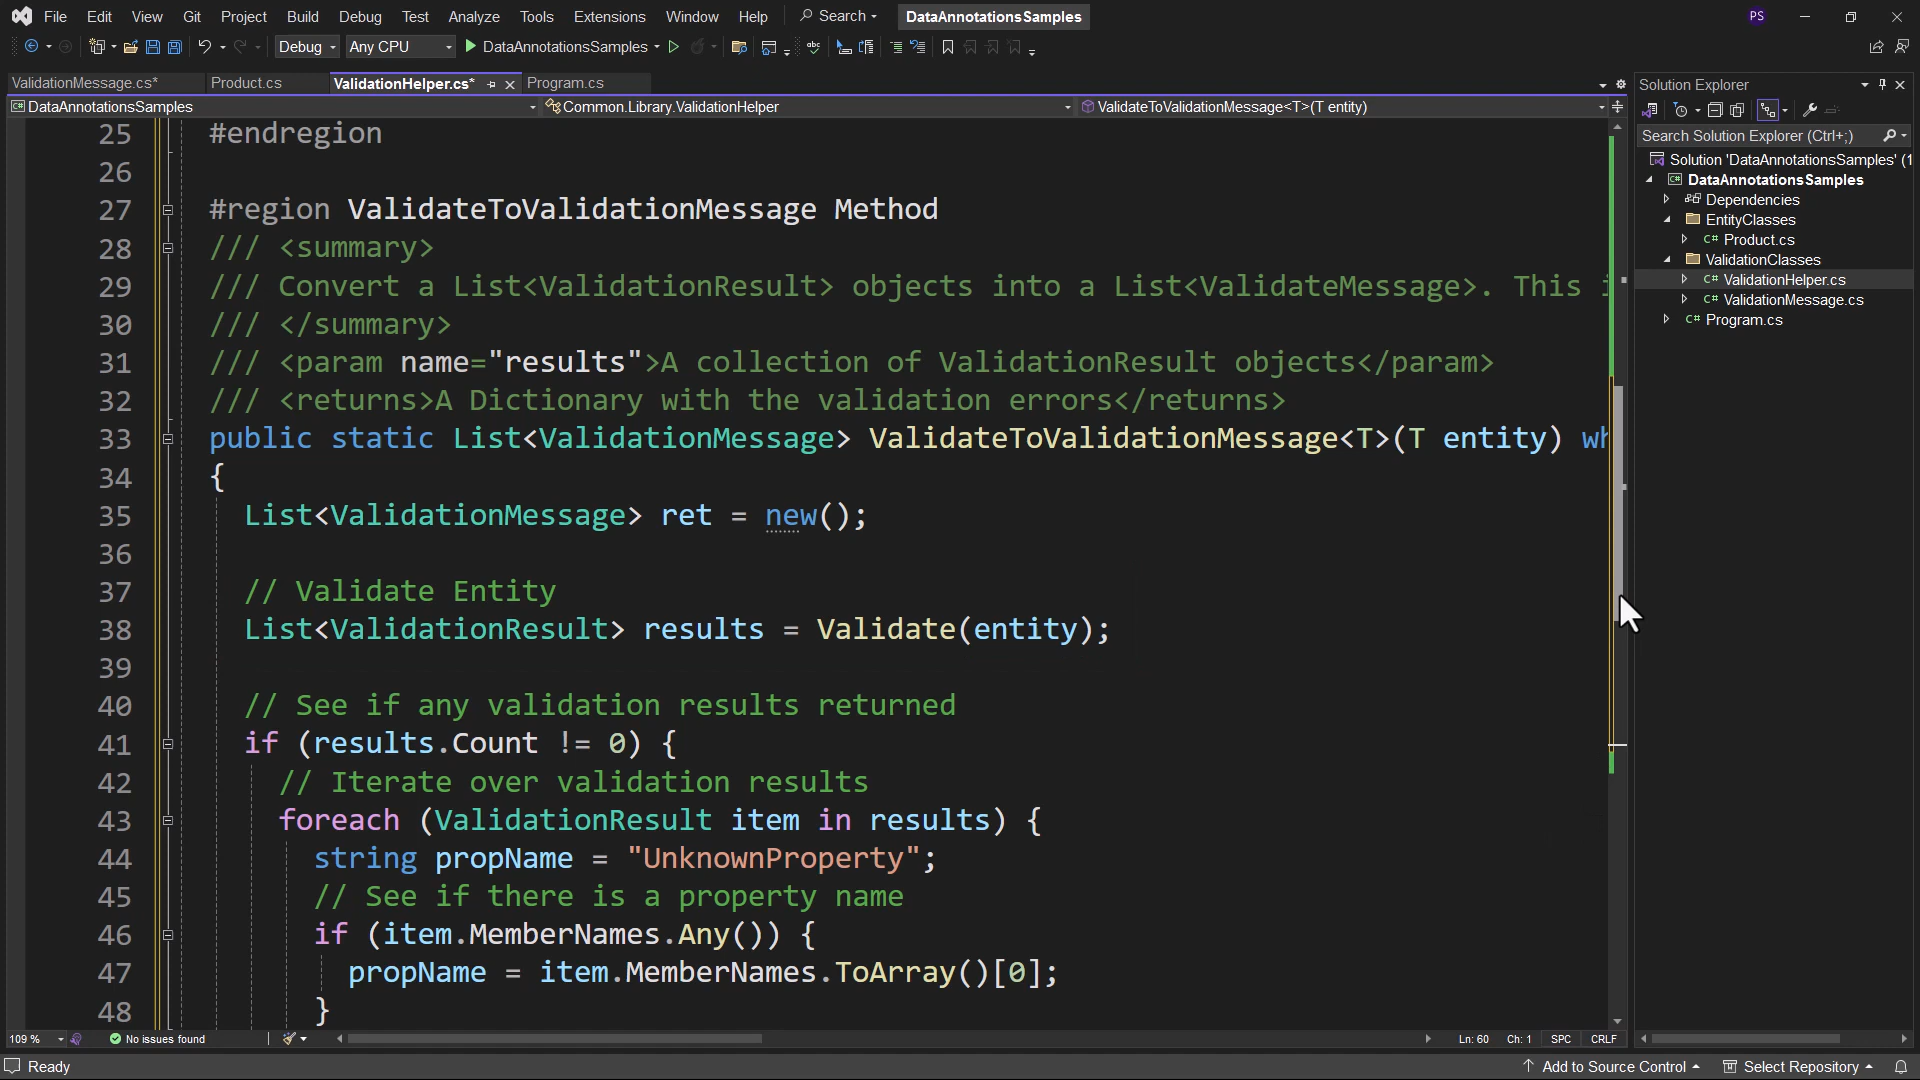 File Edit View Git Project Build Debug Test Analyze Tools Extensions Window Help Search DataAnnotationsSamples PS
Debug Any CPU DataAnnotationsSamples
ValidationMessage.cs* Product.cs ValidationHelper.cs* Program.cs
DataAnnotationsSamples Common.Library.ValidationHelper ValidateToValidationMessage<T>(T entity)
25 #endregion
26
27 #region ValidateToValidationMessage Method
28 /// <summary>
29 /// Convert a List<ValidationResult> objects into a List<ValidateMessage>. This
30 /// </summary>
31 /// <param name="results">A collection of ValidationResult objects</param>
32 /// <returns>A Dictionary with the validation errors</returns>
33 public static List<ValidationMessage> ValidateToValidationMessage<T>(T entity)
34 {
35 List<ValidationMessage> ret = new();
36
37 // Validate Entity
38 List<ValidationResult> results = Validate(entity);
39
40 // See if any validation results returned
41 if (results.Count != 0) {
42 // Iterate over validation results
43 foreach (ValidationResult item in results) {
44 string propName = "UnknownProperty";
45 // See if there is a property name
46 if (item.MemberNames.Any()) {
47 propName = item.MemberNames.ToArray()[0];
48 }
109 % No issues found Ln: 60 Ch: 1 SPC CRLF
Solution Explorer
Search Solution Explorer (Ctrl+;)
Solution 'DataAnnotationsSamples' (1
DataAnnotationsSamples
Dependencies
EntityClasses
C# Product.cs
ValidationClasses
C# ValidationHelper.cs
C# ValidationMessage.cs
C# Program.cs
Ready Add to Source Control Select Repository